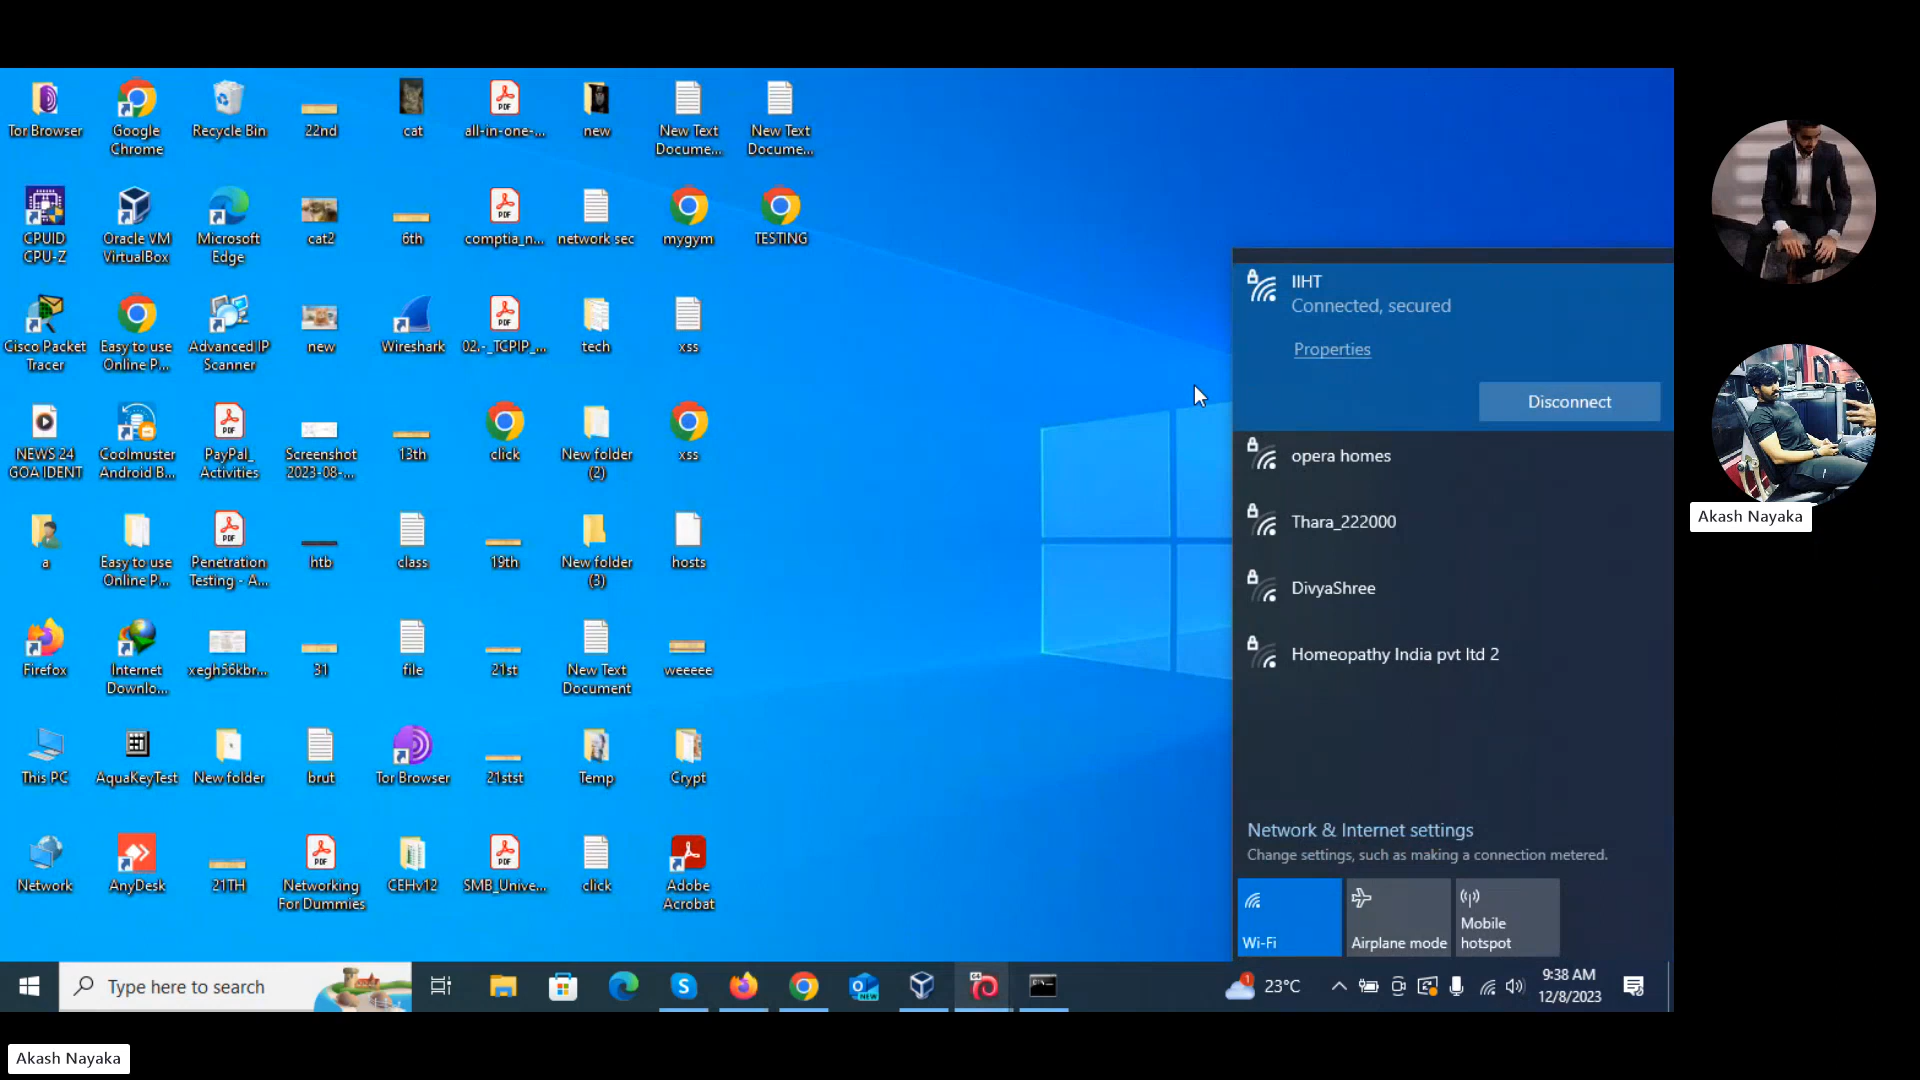 Tor Browser
Google
Chrome
Recycle Bin
22nd
cat
all-in-one-...
new
New Text
Docume...
New Text
Docume...
CPUID
CPU-Z
Oracle VM
VirtualBox
Microsoft
Edge
cat2
6th
comptia_n...
network sec
mygym
TESTING
Cisco Packet
Tracer
Easy to use
Online P...
Advanced IP
Scanner
new
Wireshark
02.-_TCPIP_...
tech
xss
NEWS 24
GOA IDENT
Coolmuster
Android B...
PayPal_
Activities
Screenshot
2023-08-...
13th
click
New folder
(2)
xss
a
Easy to use
Online P...
Penetration
Testing - A...
htb
class
19th
New folder
(3)
hosts
Firefox
Internet
Downlo...
xegh56kbr...
31
file
21st
New Text
Document
weeeee
This PC
AquaKeyTest
New folder
brut
Tor Browser
21stst
Temp
Crypt
Network
AnyDesk
21TH
Networking
For Dummies
CEHv12
SMB_Unive...
click
Adobe
Acrobat
IIHT
Connected, secured
Properties
Disconnect
opera homes
Thara_222000
DivyaShree
Homeopathy India pvt ltd 2
Network & Internet settings
Change settings, such as making a connection metered.
Wi-Fi
Airplane mode
Mobile
hotspot
Type here to search
23°C
9:38 AM
12/8/2023
Akash Nayaka
Akash Nayaka